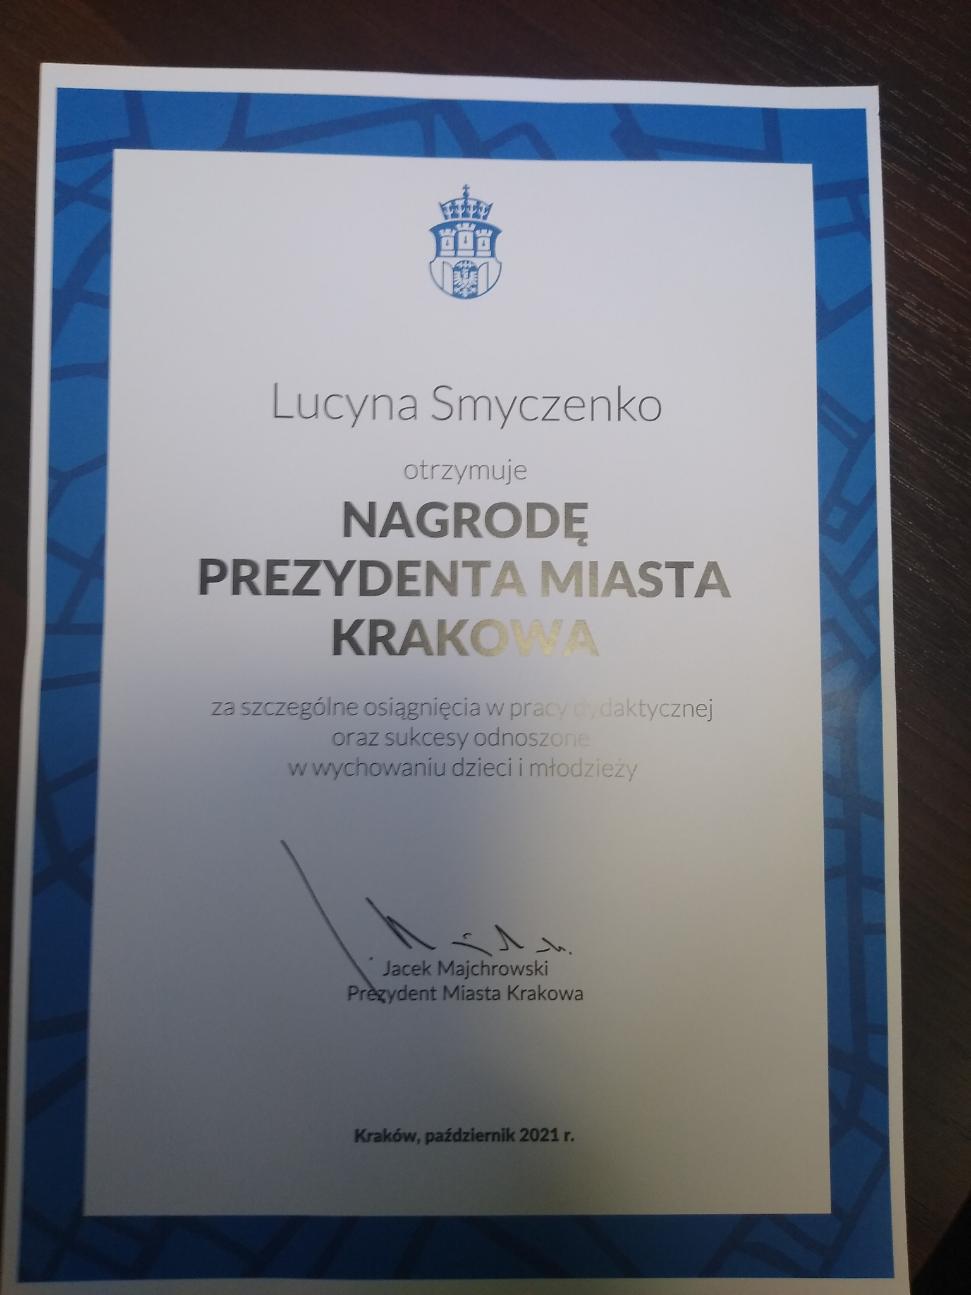 Lucyna Smyczenko
otrzymuje
NAGRODĘ
PREZYDENTA MIASTA
KRAKOWA
za szczególne osiągnięcia w pracy dydaktycznej
oraz sukcesy odnoszone
w wychowaniu dzieci i młodzieży
Jacek Majchrowski
Prezydent Miasta Krakowa
Kraków, październik 2021 r.